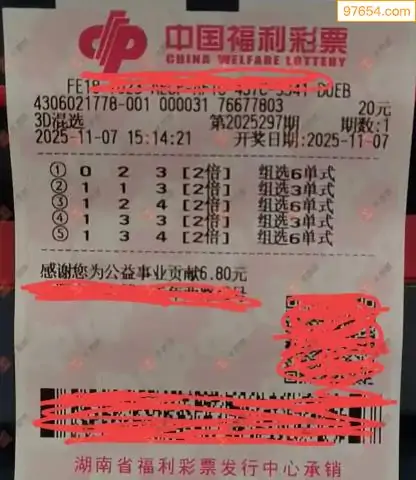 97654.com
中国福利彩票
CHINA WELFARE LOTTERY
4306021778-001 000031 76677803 20元
3D混选 第2025297期 期数:1
2025-11-07 15:14:21 开奖日期:2025-11-07
① 0 2 3 [2倍] 组选6单式
② 1 1 3 [2倍] 组选3单式
③ 1 2 4 [2倍] 组选6单式
④ 1 3 3 [2倍] 组选3单式
⑤ 1 3 4 [2倍] 组选6单式
感谢您为公益事业贡献6.80元
湖南省福利彩票发行中心承销